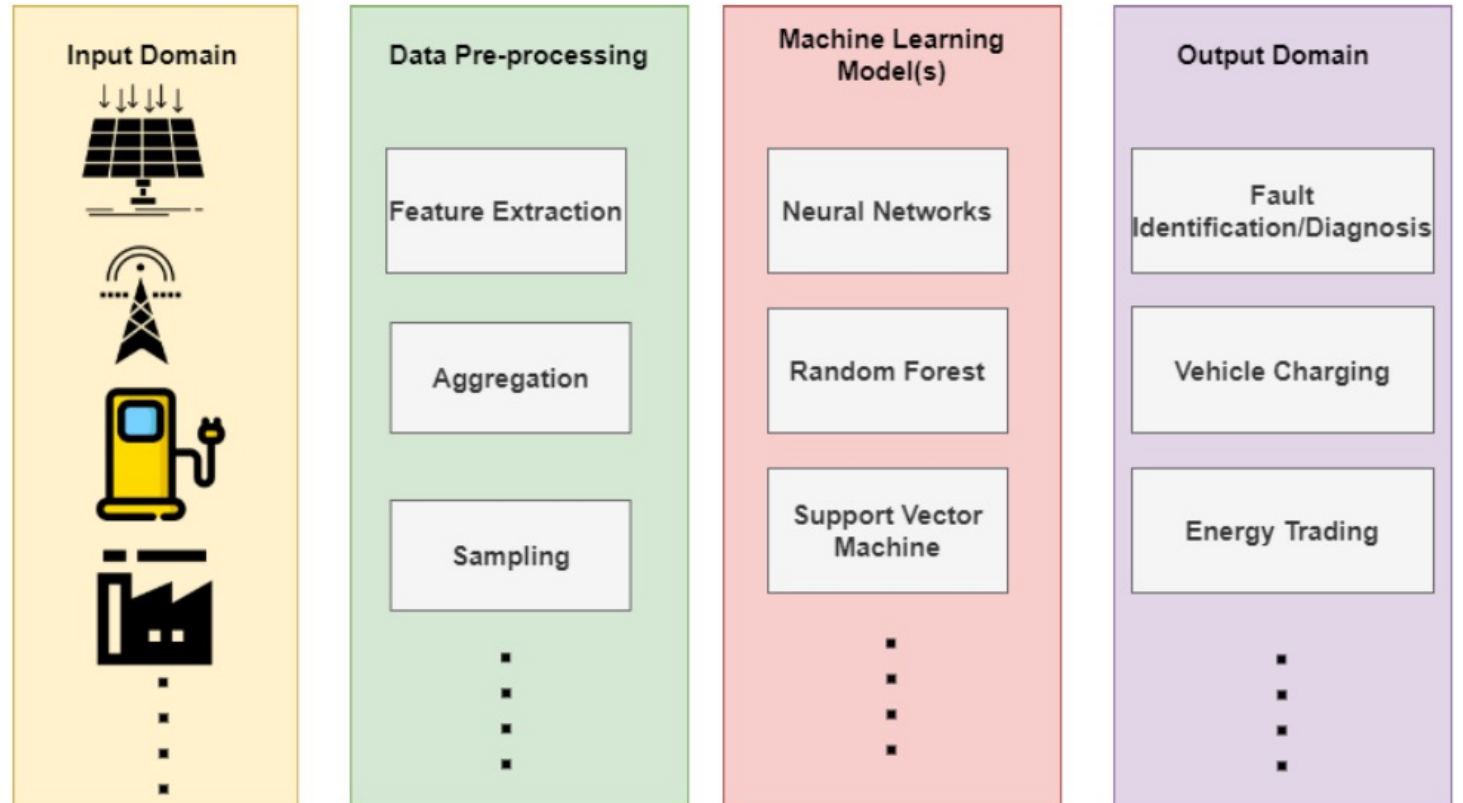 Input Domain
Data Pre-processing
Feature Extraction
Aggregation
Sampling
Machine Learning
Model(s)
Neural Networks
Random Forest
Support Vector
Machine
Output Domain
Fault
Identification/Diagnosis
Vehicle Charging
Energy Trading